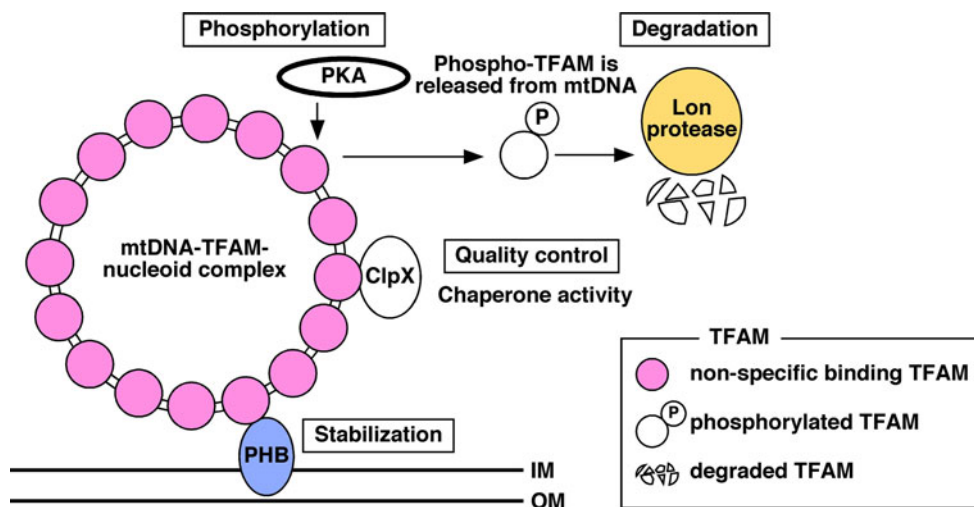 Phosphorylation
PKA
Phospho-TFAM is
released from mtDNA
P
Degradation
Lon
protease
mtDNA-TFAM-
nucleoid complex
ClpX
Quality control
Chaperone activity
PHB
Stabilization
IM
OM
TFAM
non-specific binding TFAM
P
phosphorylated TFAM
degraded TFAM